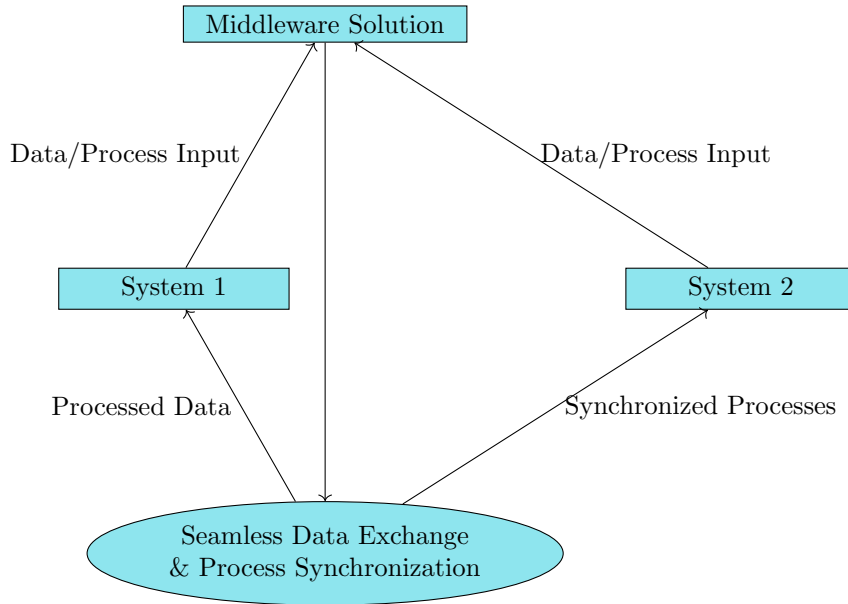 Middleware Solution
Data/Process Input
Data/Process Input
System 1
System 2
Processed Data
Synchronized Processes
Seamless Data Exchange
& Process Synchronization